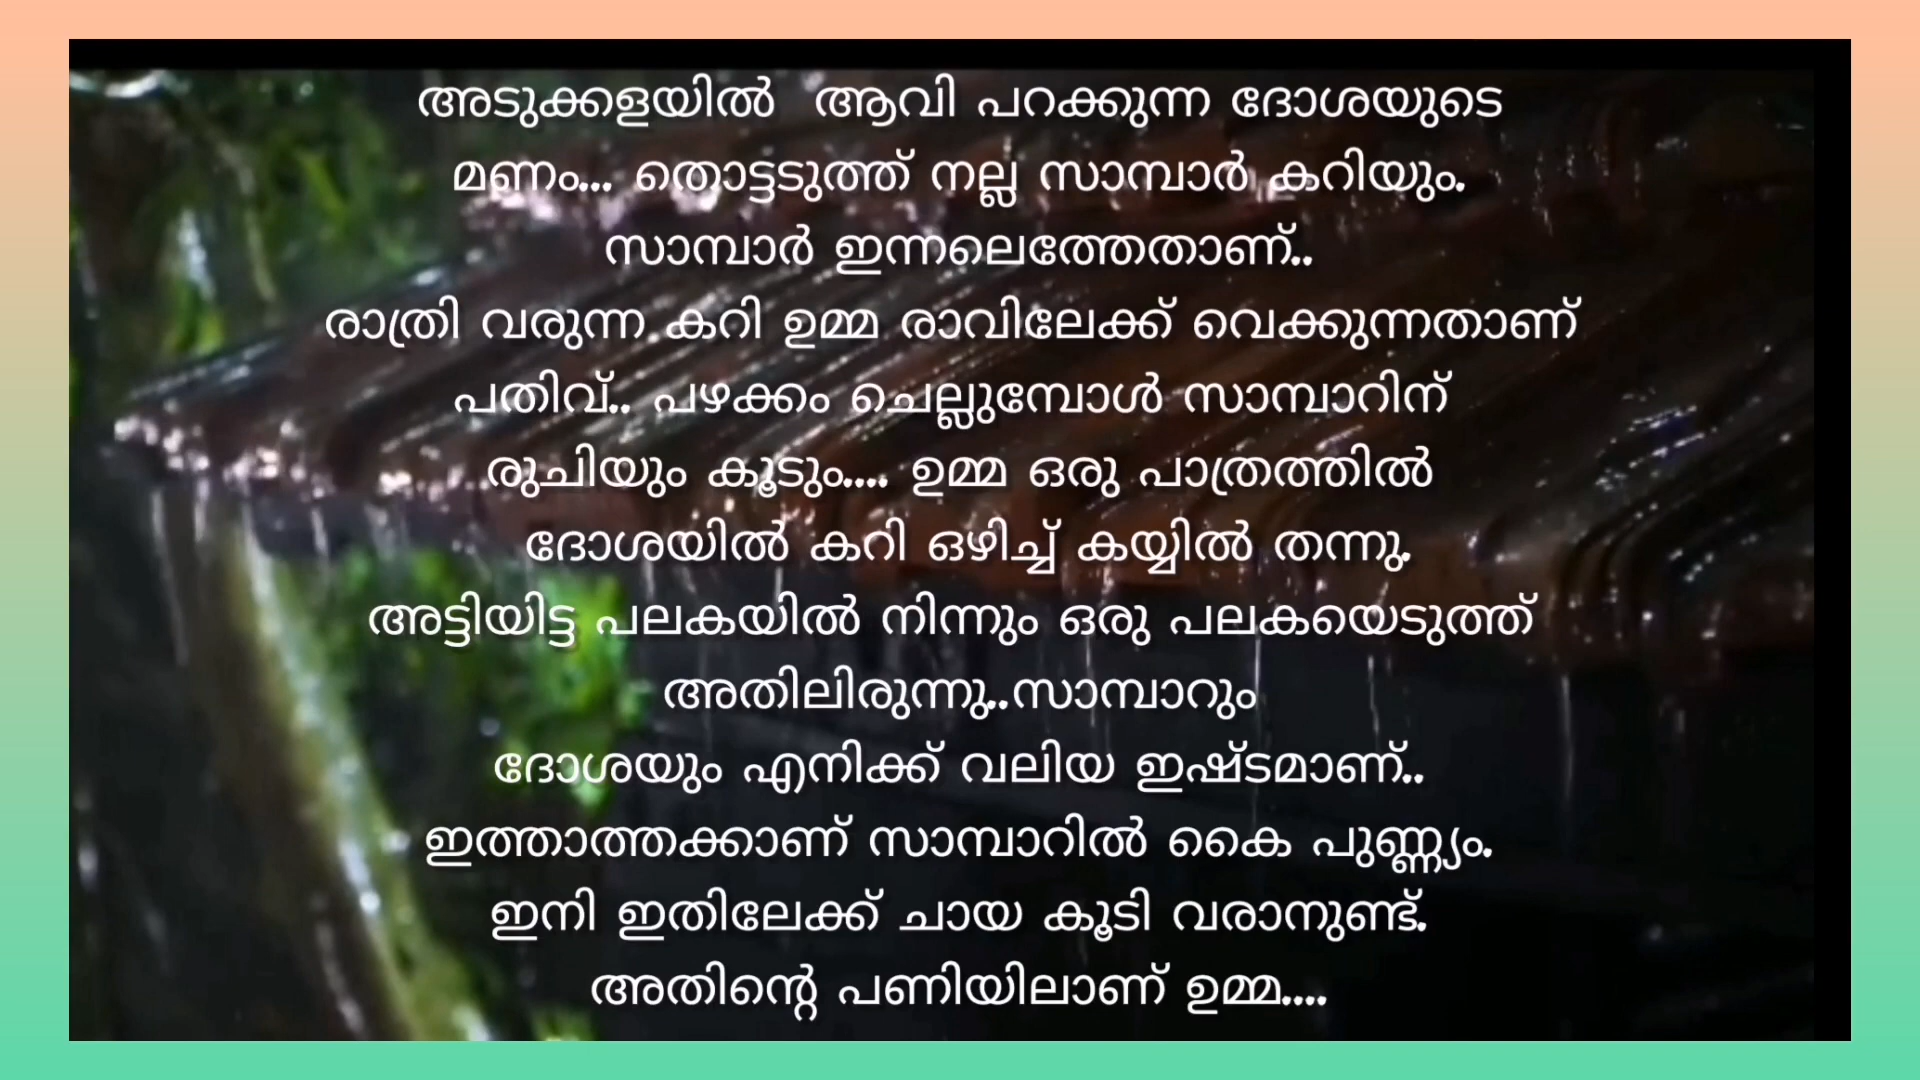 അടുക്കളയിൽ ആവി പറക്കുന്ന ദോശയുടെ
മണം... തൊട്ടടുത്ത് നല്ല സാമ്പാർ കറിയും.
സാമ്പാർ ഇന്നലെത്തേതാണ്..
രാത്രി വരുന്ന കറി ഉമ്മ രാവിലേക്ക് വെക്കുന്നതാണ്
പതിവ്.. പഴക്കം ചെല്ലുമ്പോൾ സാമ്പാറിന്
രുചിയും കൂടും.... ഉമ്മ ഒരു പാത്രത്തിൽ
ദോശയിൽ കറി ഒഴിച്ച് കയ്യിൽ തന്നു.
അട്ടിയിട്ട പലകയിൽ നിന്നും ഒരു പലകയെടുത്ത്
അതിലിരുന്നു..സാമ്പാറും
ദോശയും എനിക്ക് വലിയ ഇഷ്ടമാണ്..
ഇത്താത്തക്കാണ് സാമ്പാറിൽ കൈ പുണ്ണ്യം.
ഇനി ഇതിലേക്ക് ചായ കൂടി വരാനുണ്ട്.
അതിന്റെ പണിയിലാണ് ഉമ്മ....